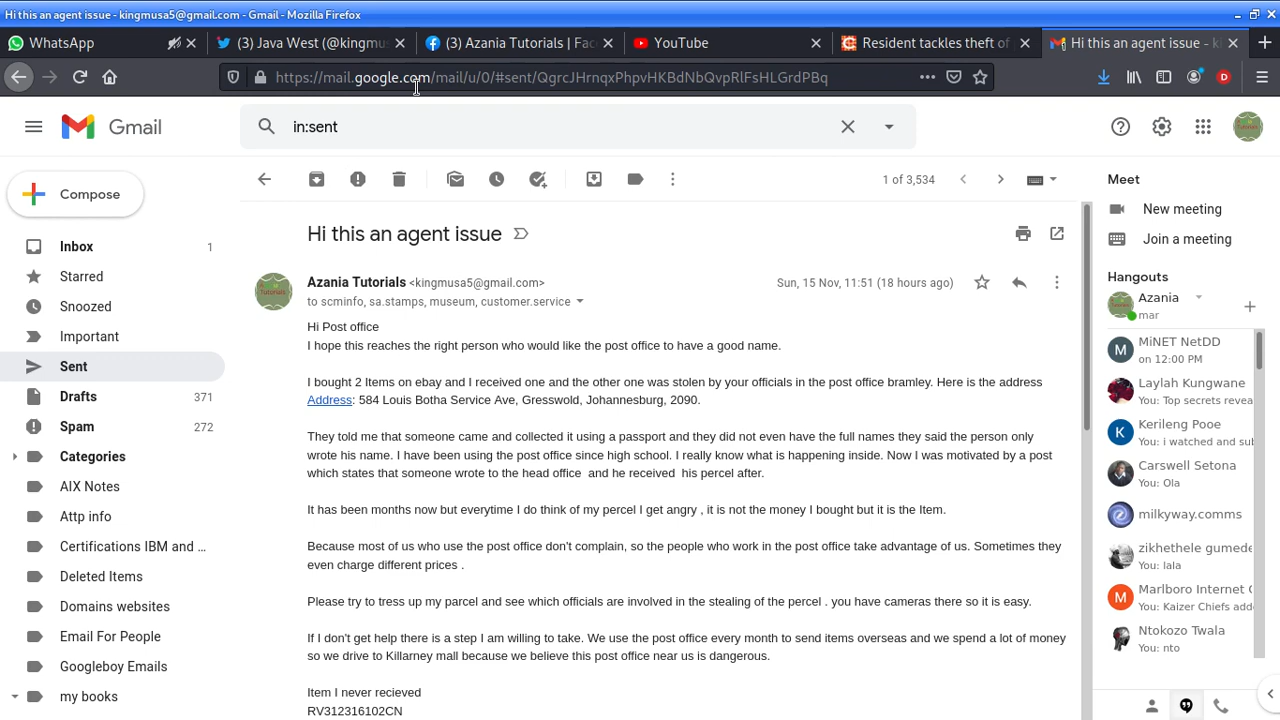 Hi this an agent issue - kingmusa5@gmail.com - Gmail - Mozilla Firefox
WhatsApp
(3) Java West (@kingmu
(3) Azania Tutorials | Fac
YouTube
Resident tackles theft of
Hi this an agent issue - k
https://mail.google.com/mail/u/0/#sent/QgrcJHrnqxPhpvHKBdNbQvpRlFsHLGrdPBq
D
Gmail
in:sent
Compose
1 of 3,534
Inbox 1
Starred
Snoozed
Important
Sent
Drafts 371
Spam 272
Categories
AIX Notes
Attp info
Certifications IBM and ...
Deleted Items
Domains websites
Email For People
Googleboy Emails
my books
Hi this an agent issue
Azania Tutorials <kingmusa5@gmail.com>
Sun, 15 Nov, 11:51 (18 hours ago)
to scminfo, sa.stamps, museum, customer.service
Hi Post office
I hope this reaches the right person who would like the post office to have a good name.
I bought 2 Items on ebay and I received one and the other one was stolen by your officials in the post office bramley. Here is the address
Address: 584 Louis Botha Service Ave, Gresswold, Johannesburg, 2090.
They told me that someone came and collected it using a passport and they did not even have the full names they said the person only
wrote his name. I have been using the post office since high school. I really know what is happening inside. Now I was motivated by a post
which states that someone wrote to the head office and he received his percel after.
It has been months now but everytime I do think of my percel I get angry , it is not the money I bought but it is the Item.
Because most of us who use the post office don't complain, so the people who work in the post office take advantage of us. Sometimes they
even charge different prices .
Please try to tress up my parcel and see which officials are involved in the stealing of the percel . you have cameras there so it is easy.
If I don't get help there is a step I am willing to take. We use the post office every month to send items overseas and we spend a lot of money
so we drive to Killarney mall because we believe this post office near us is dangerous.
Item I never recieved
RV312316102CN
Meet
New meeting
Join a meeting
Hangouts
Azania
mar
M
MiNET NetDD
on 12:00 PM
Laylah Kungwane
You: Top secrets revea
K
Kerileng Pooe
You: i watched and sub
Carswell Setona
You: Ola
milkyway.comms
zikhethele gumede
You: lala
M
Marlboro Internet C
You: Kaizer Chiefs adde
Ntokozo Twala
You: nto